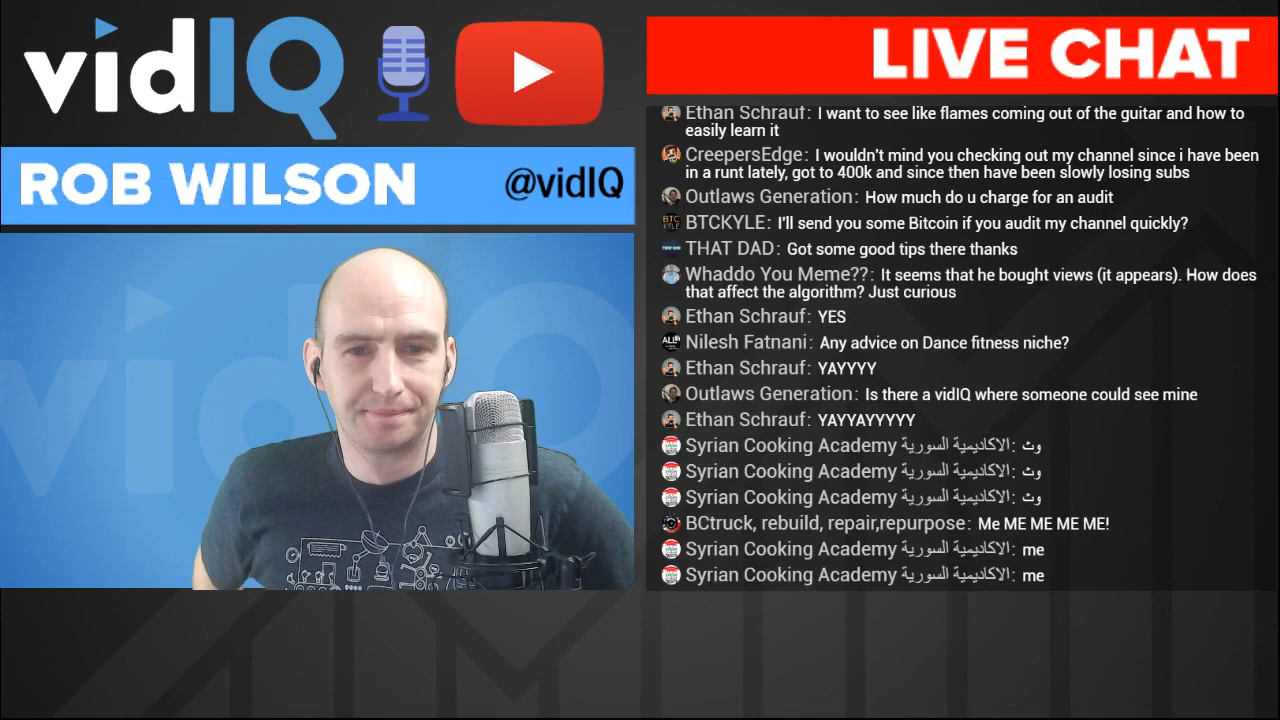 vidIQ
ROB WILSON
@vidIQ
LIVE CHAT
Ethan Schrauf: I want to see like flames coming out of the guitar and how to
easily learn it
CreepersEdge: I wouldn't mind you checking out my channel since i have been
in a runt lately, got to 400k and since then have been slowly losing subs
Outlaws Generation: How much do u charge for an audit
BTCKYLE: I'll send you some Bitcoin if you audit my channel quickly?
THAT DAD: Got some good tips there thanks
Whaddo You Meme??: It seems that he bought views (it appears). How does
that affect the algorithm? Just curious
Ethan Schrauf: YES
Nilesh Fatnani: Any advice on Dance fitness niche?
Ethan Schrauf: YAYYYY
Outlaws Generation: Is there a vidIQ where someone could see mine
Ethan Schrauf: YAYYAYYYYY
Syrian Cooking Academy الاكاديمية السورية: وث
Syrian Cooking Academy الاكاديمية السورية: وث
Syrian Cooking Academy الاكاديمية السورية: وث
BCtruck, rebuild, repair,repurpose: Me ME ME ME ME!
Syrian Cooking Academy الاكاديمية السورية: me
Syrian Cooking Academy الاكاديمية السورية: me